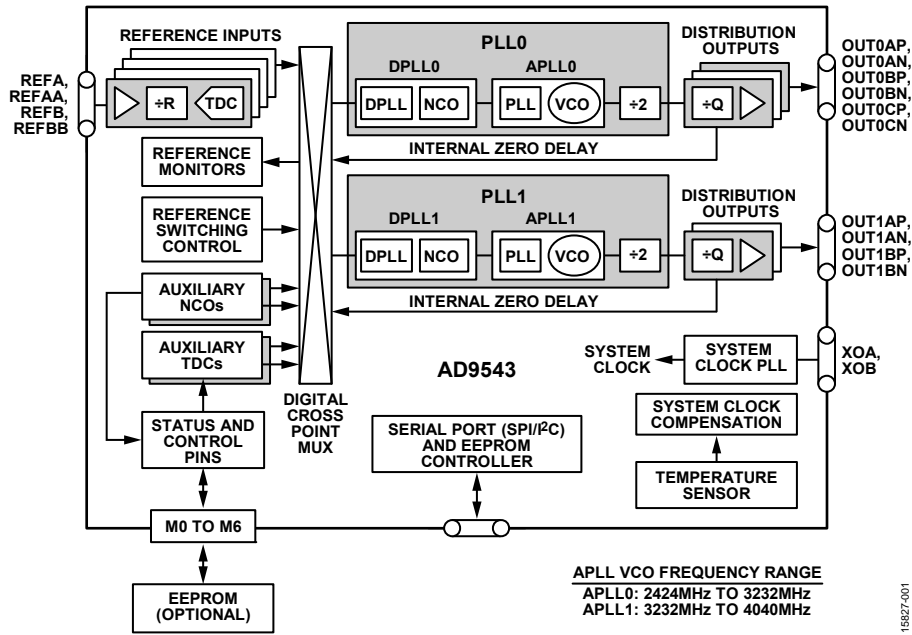 REFERENCE INPUTS
REFA,
REFAA,
REFB,
REFBB
÷R
TDC
REFERENCE
MONITORS
REFERENCE
SWITCHING
CONTROL
AUXILIARY
NCOs
AUXILIARY
TDCs
STATUS AND
CONTROL
PINS
M0 TO M6
EEPROM
(OPTIONAL)
DIGITAL
CROSS
POINT
MUX
PLL0
DPLL0
APLL0
DPLL
NCO
PLL
VCO
÷2
DISTRIBUTION
OUTPUTS
÷Q
OUT0AP,
OUT0AN,
OUT0BP,
OUT0BN,
OUT0CP,
OUT0CN
INTERNAL ZERO DELAY
PLL1
DPLL1
APLL1
DPLL
NCO
PLL
VCO
÷2
DISTRIBUTION
OUTPUTS
÷Q
OUT1AP,
OUT1AN,
OUT1BP,
OUT1BN
INTERNAL ZERO DELAY
AD9543
SYSTEM
CLOCK
SYSTEM
CLOCK PLL
XOA,
XOB
SYSTEM CLOCK
COMPENSATION
TEMPERATURE
SENSOR
SERIAL PORT (SPI/I²C)
AND EEPROM
CONTROLLER
APLL VCO FREQUENCY RANGE
APLL0: 2424MHz TO 3232MHz
APLL1: 3232MHz TO 4040MHz
15827-001